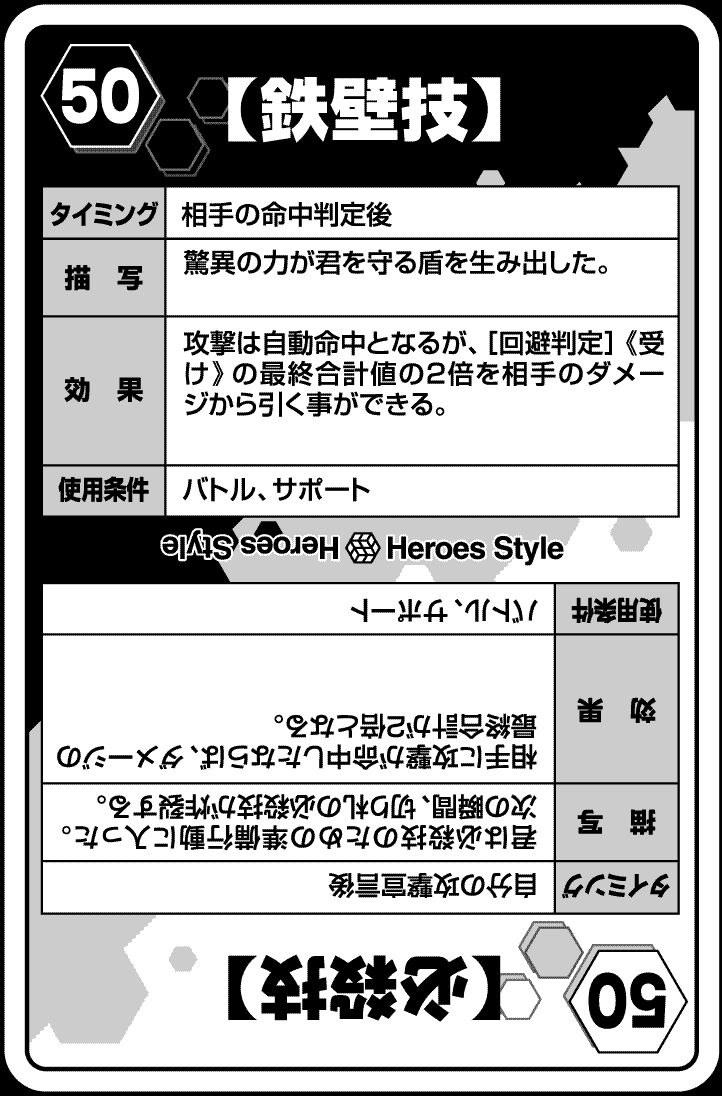 50
【鉄壁技】
タイミング 相手の命中判定後
描 写 驚異の力が君を守る盾を生み出した。
効 果 攻撃は自動命中となるが、［回避判定］《受
け》の最終合計値の2倍を相手のダメー
ジから引く事ができる。
使用条件 バトル、サポート
Heroes Style Heroes Style
50
【必殺技】
タイミング 自分の攻撃宣言後
描 写 君は必殺技のための準備行動に入った。
次の瞬間、切り札の必殺技が炸裂する。
効 果 相手に攻撃が命中したならば、ダメージの
最終合計が2倍となる。
使用条件 バトル、サポート